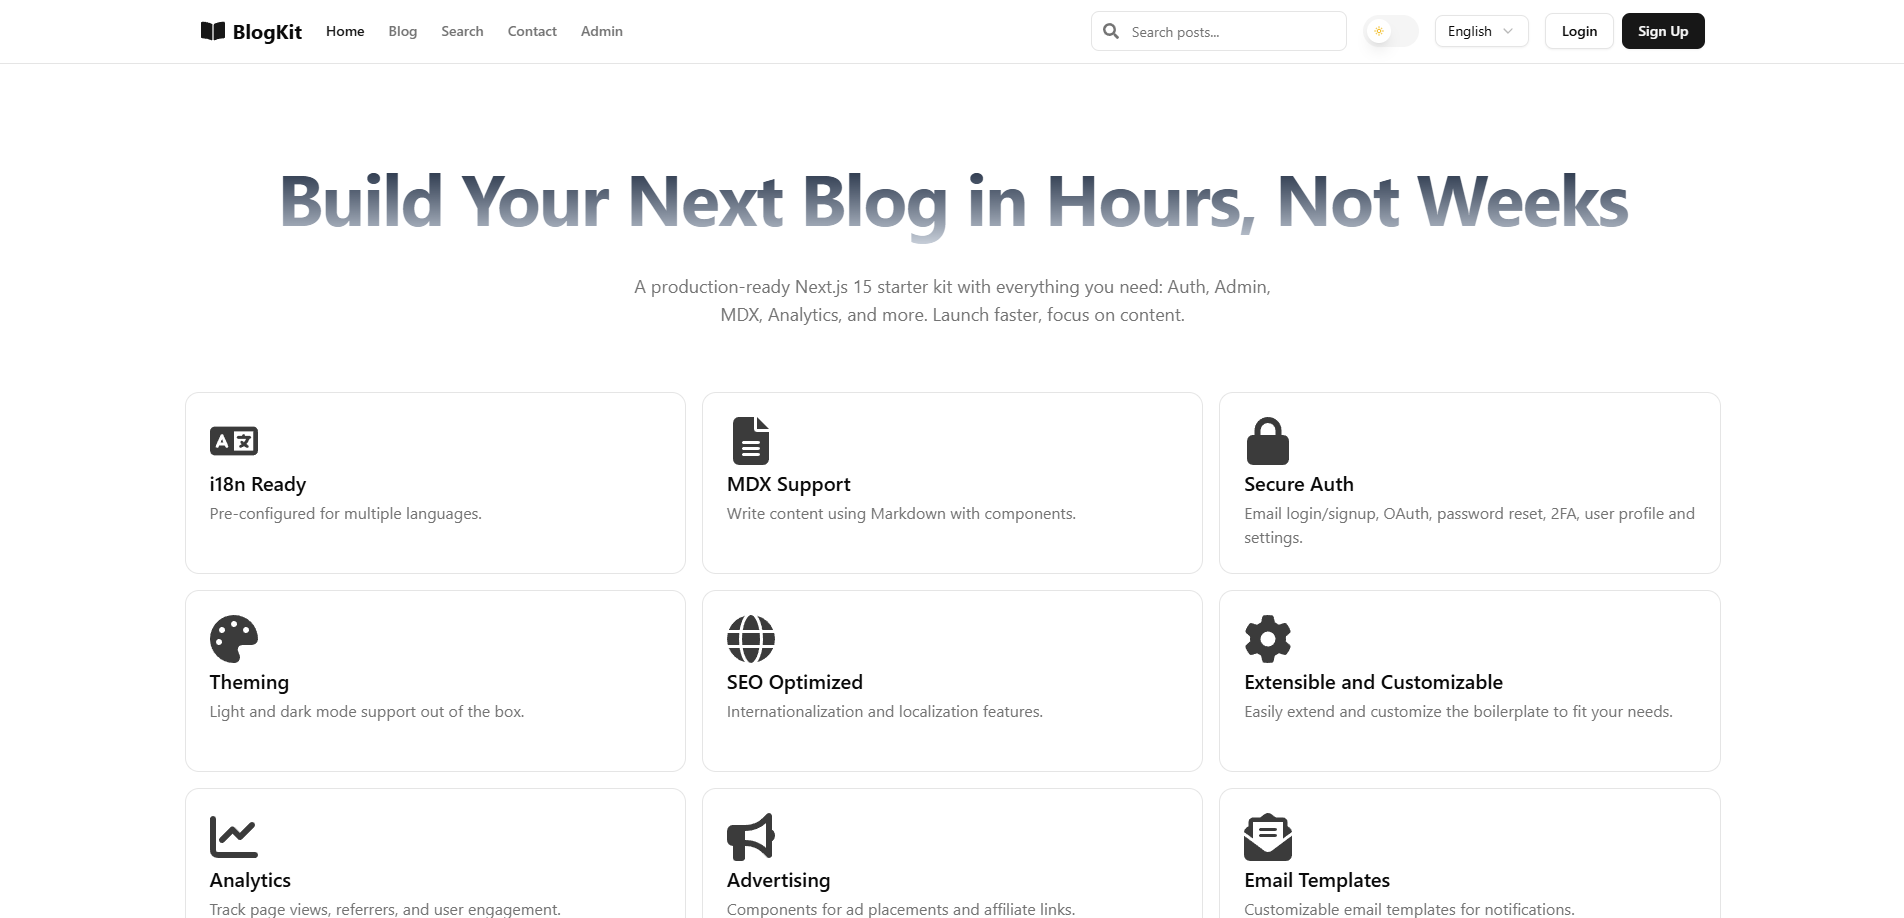 BlogKit
Home
Blog
Search
Contact
Admin
Search posts...
English
Login
Sign Up
Build Your Next Blog in Hours, Not Weeks
A production-ready Next.js 15 starter kit with everything you need: Auth, Admin,
MDX, Analytics, and more. Launch faster, focus on content.
A 文
i18n Ready
Pre-configured for multiple languages.
MDX Support
Write content using Markdown with components.
Secure Auth
Email login/signup, OAuth, password reset, 2FA, user profile and
settings.
Theming
Light and dark mode support out of the box.
SEO Optimized
Internationalization and localization features.
Extensible and Customizable
Easily extend and customize the boilerplate to fit your needs.
Analytics
Track page views, referrers, and user engagement.
Advertising
Components for ad placements and affiliate links.
Email Templates
Customizable email templates for notifications.